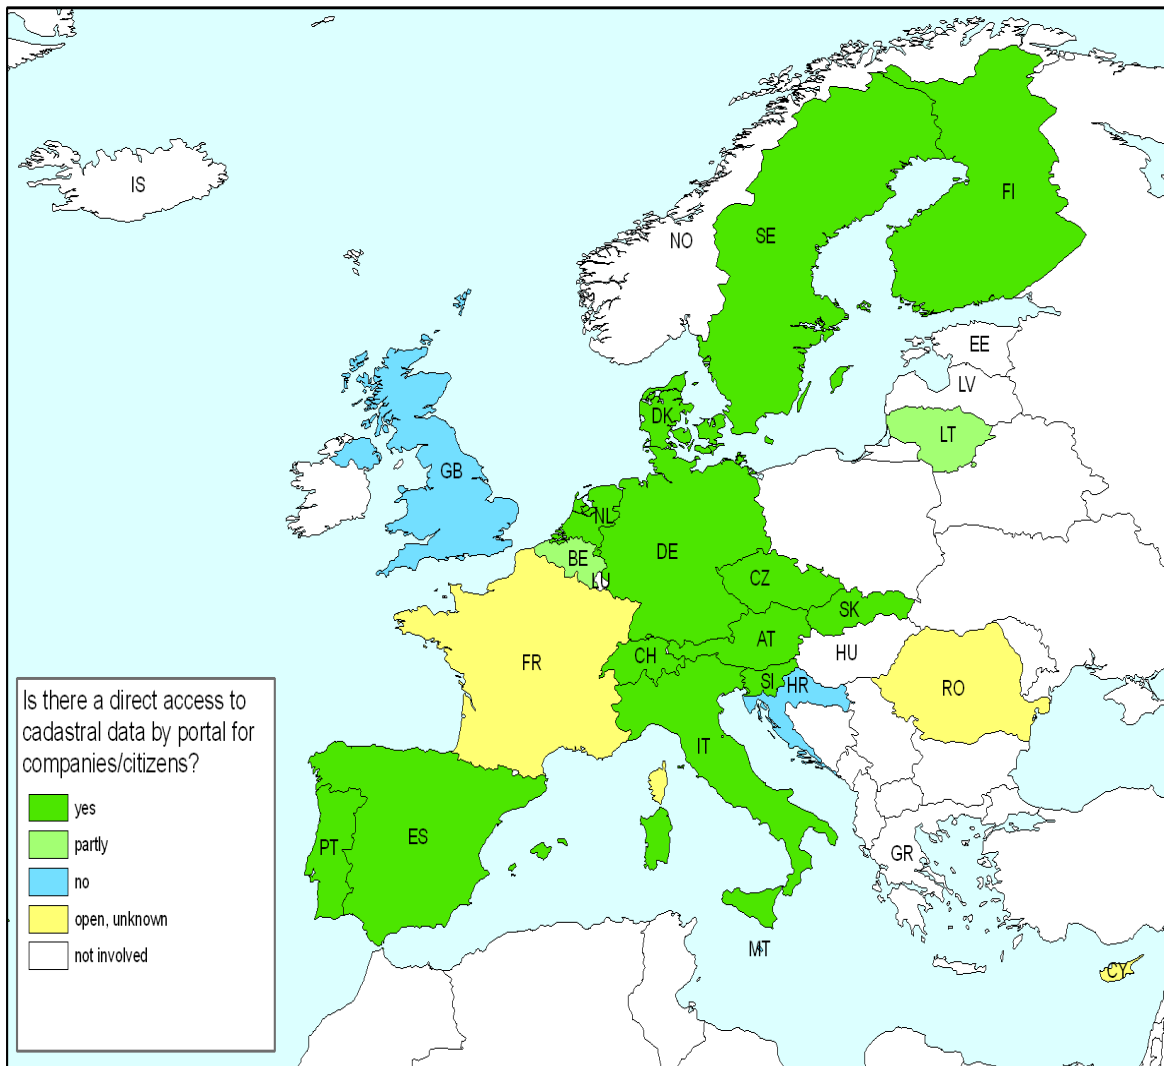 IS
FI
SE
NO
EE
LV
DK
LT
GB
NL
DE
BE
LU
CZ
SK
AT
FR
CH
HU
SI
HR
RO
IT
PT
ES
GR
MT
CY
Is there a direct access to
cadastral data by portal for
companies/citizens?
yes
partly
no
open, unknown
not involved